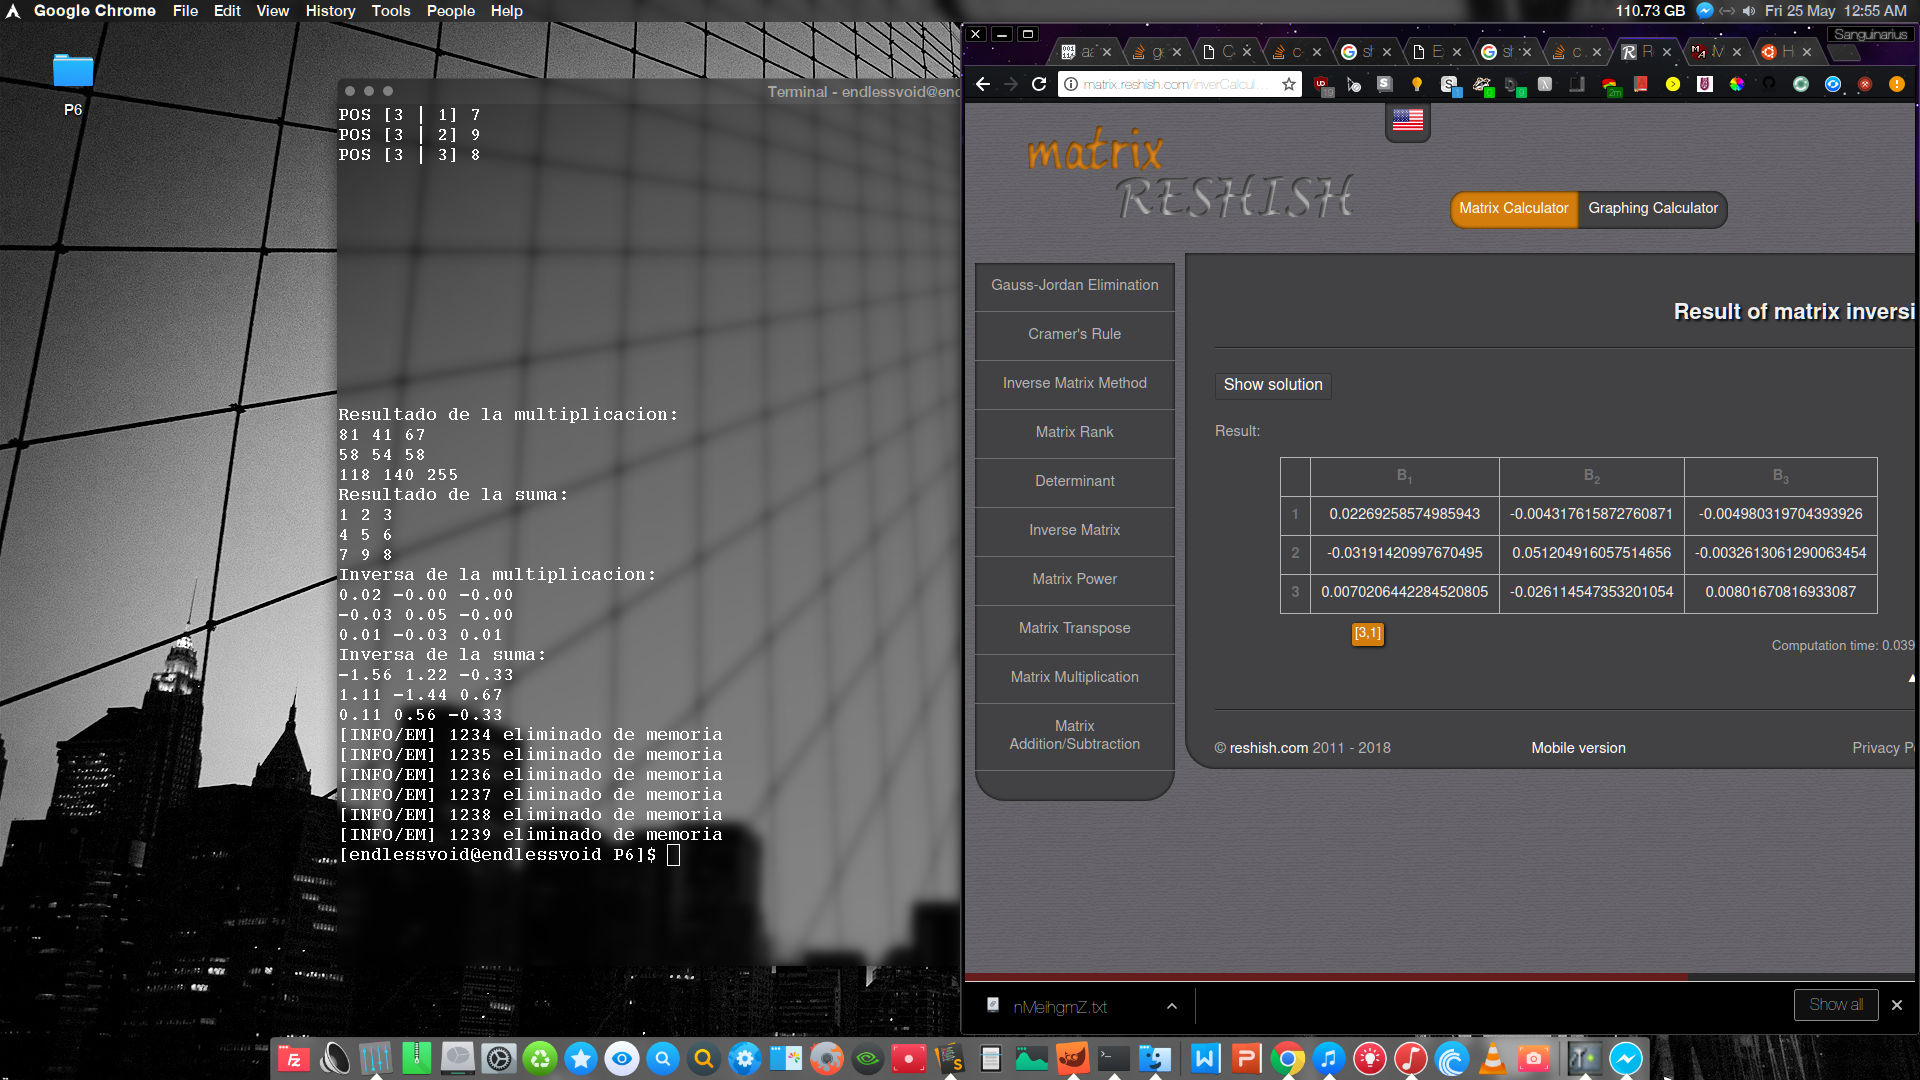 Google Chrome File Edit View History Tools People Help
110.73 GB Fri 25 May 12:55 AM
P6
Terminal - endlessvoid@en
POS [3 | 1] 7
POS [3 | 2] 9
POS [3 | 3] 8
Resultado de la multiplicacion:
81 41 67
58 54 58
118 140 255
Resultado de la suma:
1 2 3
4 5 6
7 9 8
Inversa de la multiplicacion:
0.02 -0.00 -0.00
-0.03 0.05 -0.00
0.01 -0.03 0.01
Inversa de la suma:
-1.56 1.22 -0.33
1.11 -1.44 0.67
0.11 0.56 -0.33
[INFO/EM] 1234 eliminado de memoria
[INFO/EM] 1235 eliminado de memoria
[INFO/EM] 1236 eliminado de memoria
[INFO/EM] 1237 eliminado de memoria
[INFO/EM] 1238 eliminado de memoria
[INFO/EM] 1239 eliminado de memoria
[endlessvoid@endlessvoid P6]$
Sanguinarius
matrix.reshish.com/inverCalcul...
matrix
RESHISH
Matrix Calculator Graphing Calculator
Gauss-Jordan Elimination
Cramer's Rule
Inverse Matrix Method
Matrix Rank
Determinant
Inverse Matrix
Matrix Power
Matrix Transpose
Matrix Multiplication
Matrix
Addition/Subtraction
Result of matrix inversi
Show solution
Result:
B1 B2 B3
1 0.02269258574985943 -0.004317615872760871 -0.004980319704393926
2 -0.03191420997670495 0.051204916057514656 -0.0032613061290063454
3 0.0070206442284520805 -0.026114547353201054 0.00801670816933087
[3,1]
Computation time: 0.039
© reshish.com 2011 - 2018 Mobile version Privacy P
nMeihgmZ.txt
Show all